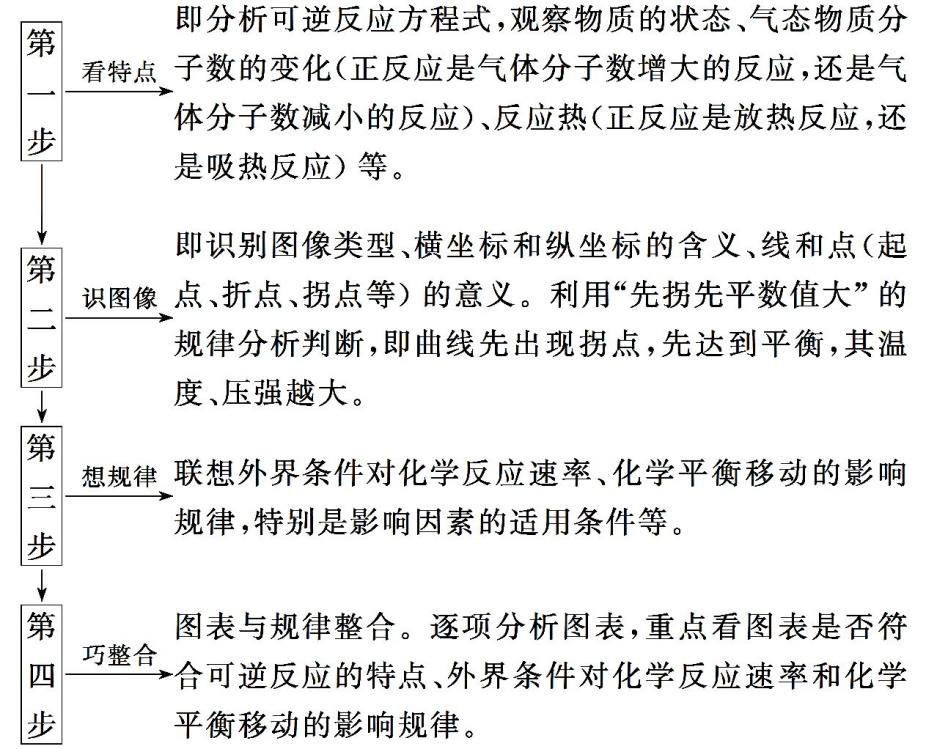 第一步
看特点
即分析可逆反应方程式,观察物质的状态、气态物质分
子数的变化(正反应是气体分子数增大的反应,还是气
体分子数减小的反应)、反应热(正反应是放热反应,还
是吸热反应)等。
第二步
识图像
即识别图像类型、横坐标和纵坐标的含义、线和点(起
点、折点、拐点等)的意义。利用“先拐先平数值大”的
规律分析判断,即曲线先出现拐点,先达到平衡,其温
度、压强越大。
第三步
想规律
联想外界条件对化学反应速率、化学平衡移动的影响
规律,特别是影响因素的适用条件等。
第四步
巧整合
图表与规律整合。逐项分析图表,重点看图表是否符
合可逆反应的特点、外界条件对化学反应速率和化学
平衡移动的影响规律。